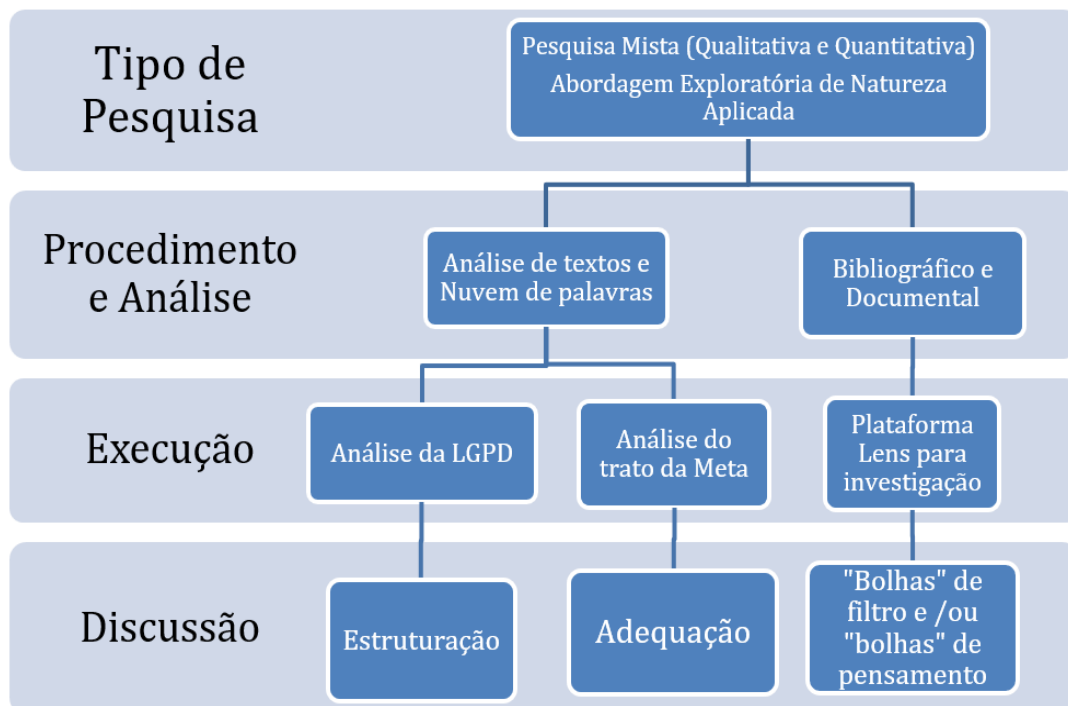 Tipo de
Pesquisa
Pesquisa Mista (Qualitativa e Quantitativa)
Abordagem Exploratória de Natureza
Aplicada
Procedimento
e Análise
Análise de textos e
Nuvem de palavras
Bibliográfico e
Documental
Execução
Análise da LGPD
Análise do
trato da Meta
Plataforma
Lens para
investigação
Discussão
Estruturação
Adequação
"Bolhas" de
filtro e /ou
"bolhas" de
pensamento